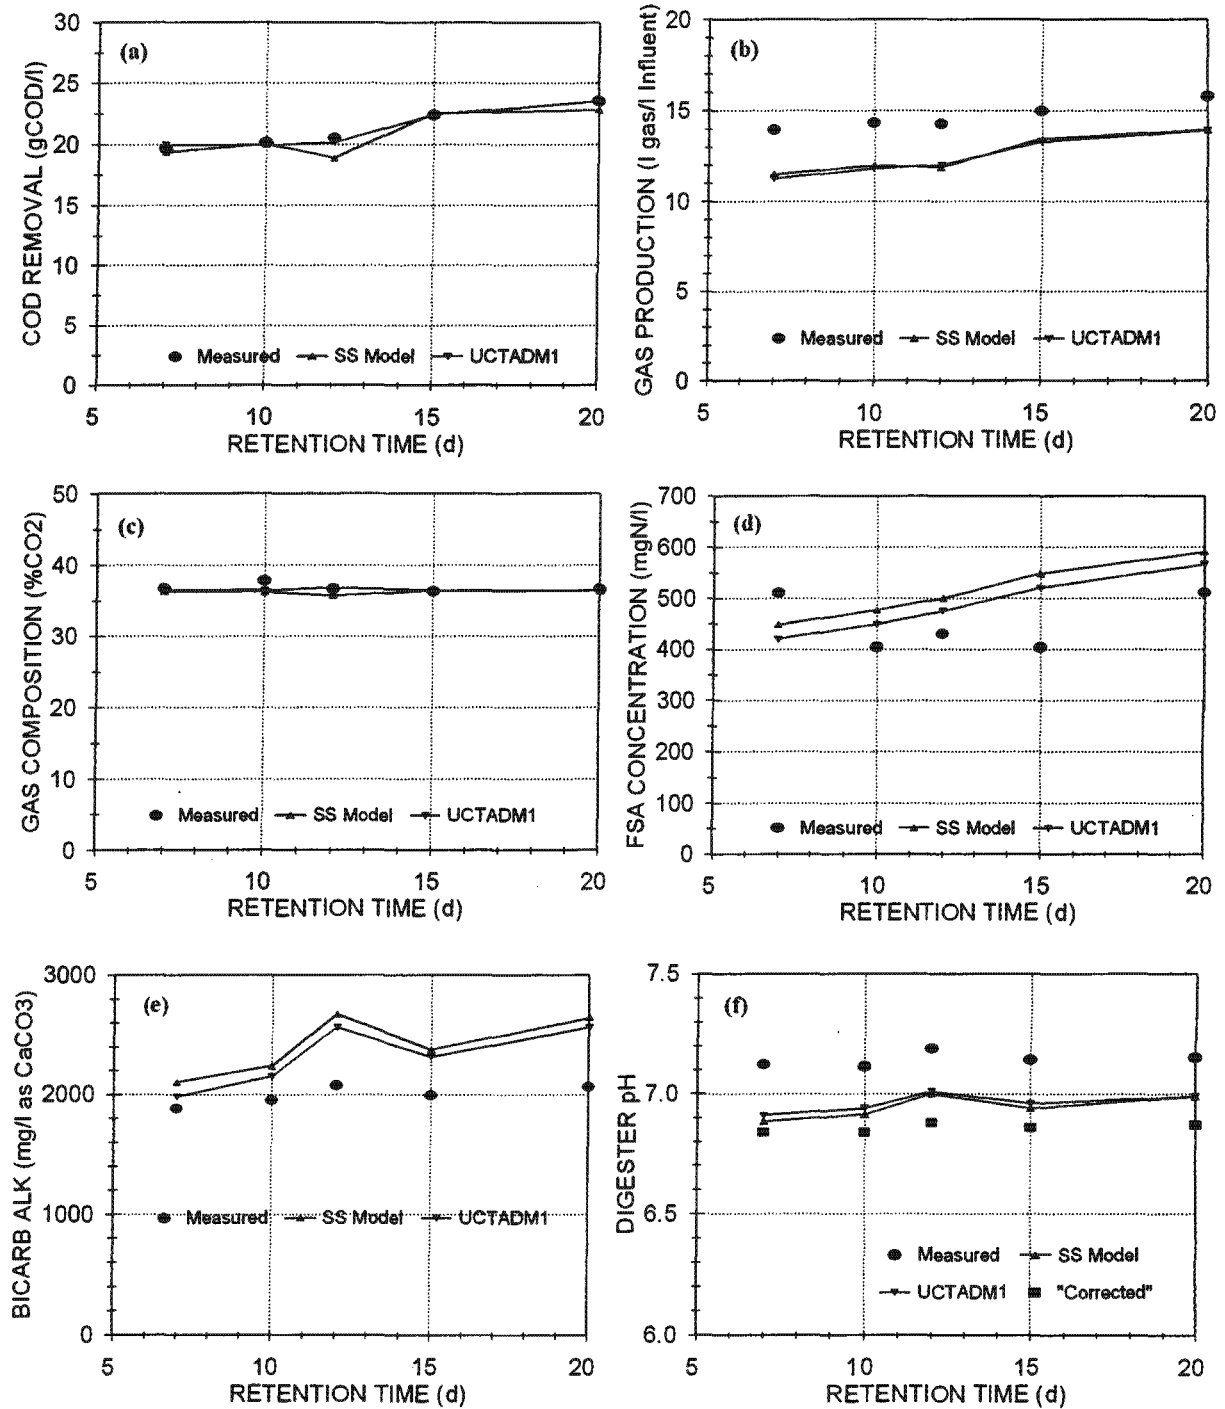 (a)
COD REMOVAL (gCOD/l)
30
25
20
15
10
5
0
Measured SS Model UCTADM1
5 10 15 20
RETENTION TIME (d)
(b)
GAS PRODUCTION (l gas/l Influent)
20
15
10
5
0
Measured SS Model UCTADM1
5 10 15 20
RETENTION TIME (d)
(c)
GAS COMPOSITION (%CO2)
50
40
30
20
10
0
Measured SS Model UCTADM1
5 10 15 20
RETENTION TIME (d)
(d)
FSA CONCENTRATION (mgN/l)
700
600
500
400
300
200
100
0
Measured SS Model UCTADM1
5 10 15 20
RETENTION TIME (d)
(e)
BICARB ALK (mg/l as CaCO3)
3000
2000
1000
0
Measured SS Model UCTADM1
5 10 15 20
RETENTION TIME (d)
(f)
DIGESTER pH
7.5
7.0
6.5
6.0
Measured SS Model
UCTADM1 "Corrected"
5 10 15 20
RETENTION TIME (d)